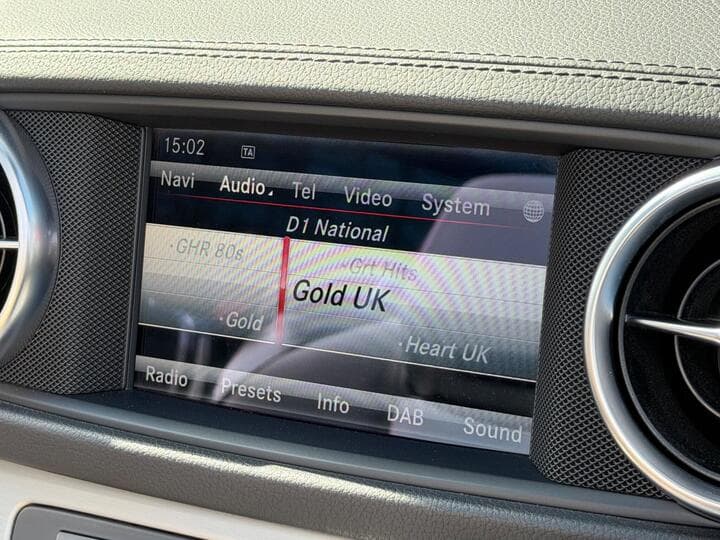 15:02 TA
Navi Audio Tel Video System
D1 National
·GHR 80s ·Grt Hits
Gold UK
·Gold ·Heart UK
Radio Presets Info DAB Sound